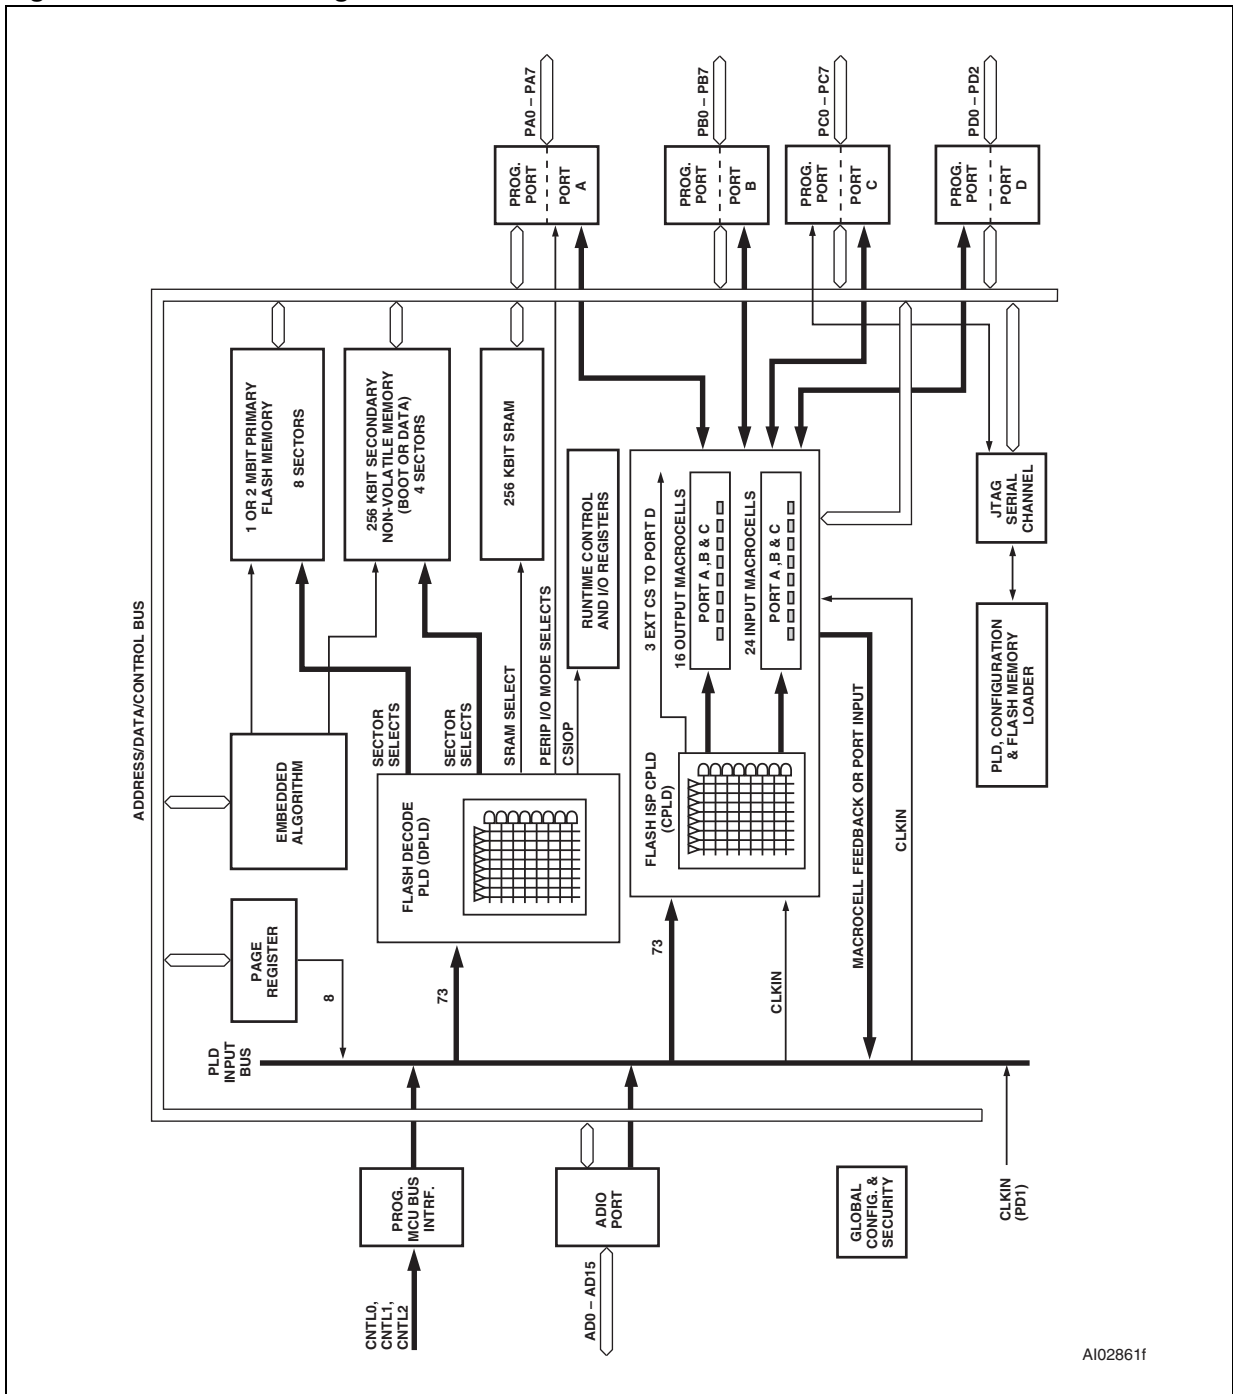 ADDRESS/DATA/CONTROL BUS
CNTL0,
CNTL1,
CNTL2
PROG.
MCU BUS
INTRF.
AD0 – AD15
ADIO
PORT
GLOBAL
CONFIG. &
SECURITY
CLKIN
(PD1)
PLD
INPUT
BUS
8
PAGE
REGISTER
EMBEDDED
ALGORITHM
1 OR 2 MBIT PRIMARY
FLASH MEMORY
8 SECTORS
256 KBIT SECONDARY
NON-VOLATILE MEMORY
(BOOT OR DATA)
4 SECTORS
256 KBIT SRAM
RUNTIME CONTROL
AND I/O REGISTERS
SECTOR
SELECTS
SECTOR
SELECTS
SRAM SELECT
PERIP I/O MODE SELECTS
CSIOP
73
FLASH DECODE
PLD (DPLD)
73
FLASH ISP CPLD
(CPLD)
CLKIN
3 EXT CS TO PORT D
16 OUTPUT MACROCELLS
PORT A ,B & C
24 INPUT MACROCELLS
PORT A ,B & C
MACROCELL FEEDBACK OR PORT INPUT
CLKIN
PLD, CONFIGURATION
& FLASH MEMORY
LOADER
JTAG
SERIAL
CHANNEL
PROG.
PORT
PORT
A
PA0 – PA7
PROG.
PORT
PORT
B
PB0 – PB7
PROG.
PORT
PORT
C
PC0 – PC7
PROG.
PORT
PORT
D
PD0 – PD2
AI02861f